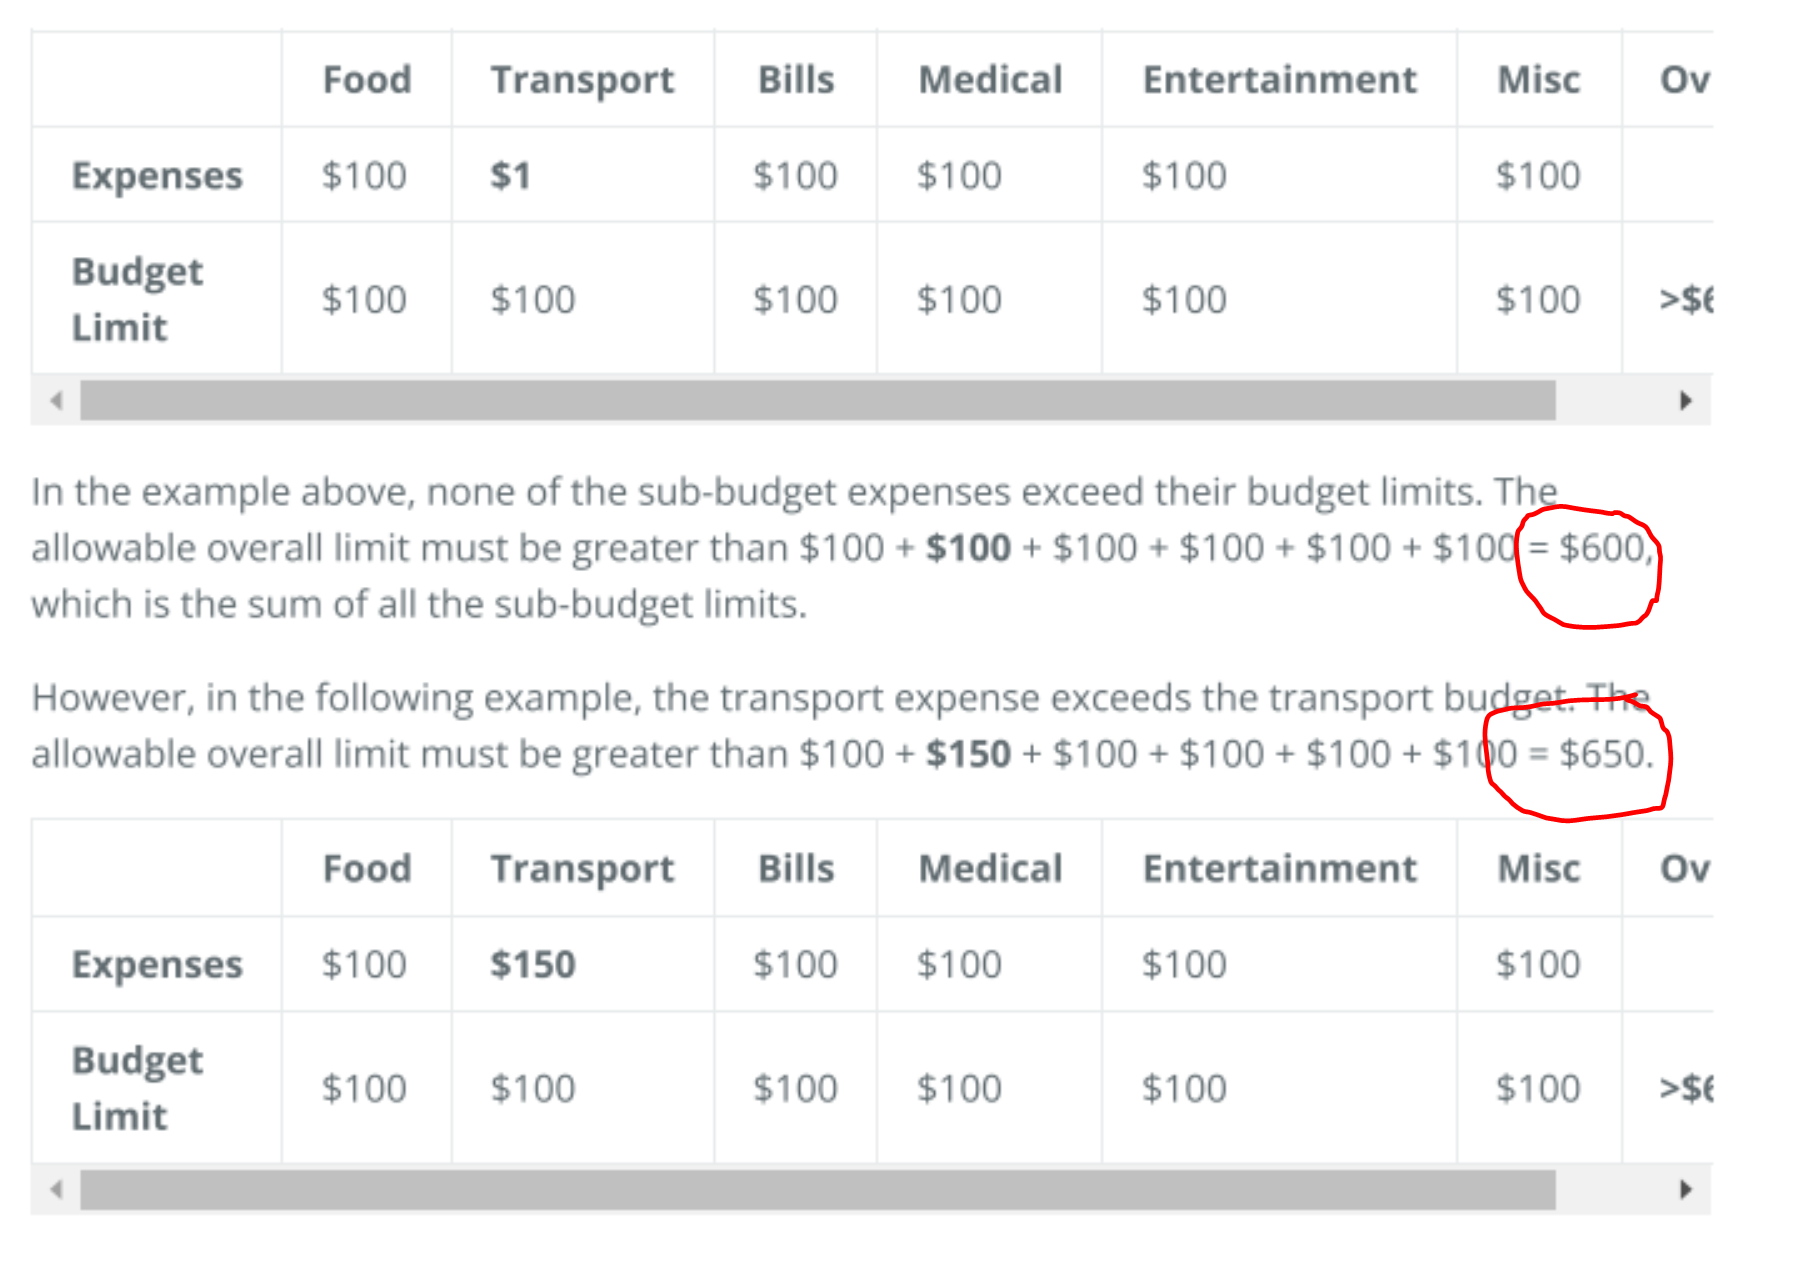 Food Transport Bills Medical Entertainment Misc Ov
Expenses $100 $1 $100 $100 $100 $100
Budget
Limit $100 $100 $100 $100 $100 $100 >$6
In the example above, none of the sub-budget expenses exceed their budget limits. The
allowable overall limit must be greater than $100 + $100 + $100 + $100 + $100 + $100 = $600,
which is the sum of all the sub-budget limits.
However, in the following example, the transport expense exceeds the transport budget. The
allowable overall limit must be greater than $100 + $150 + $100 + $100 + $100 + $100 = $650.
Food Transport Bills Medical Entertainment Misc Ov
Expenses $100 $150 $100 $100 $100 $100
Budget
Limit $100 $100 $100 $100 $100 $100 >$6